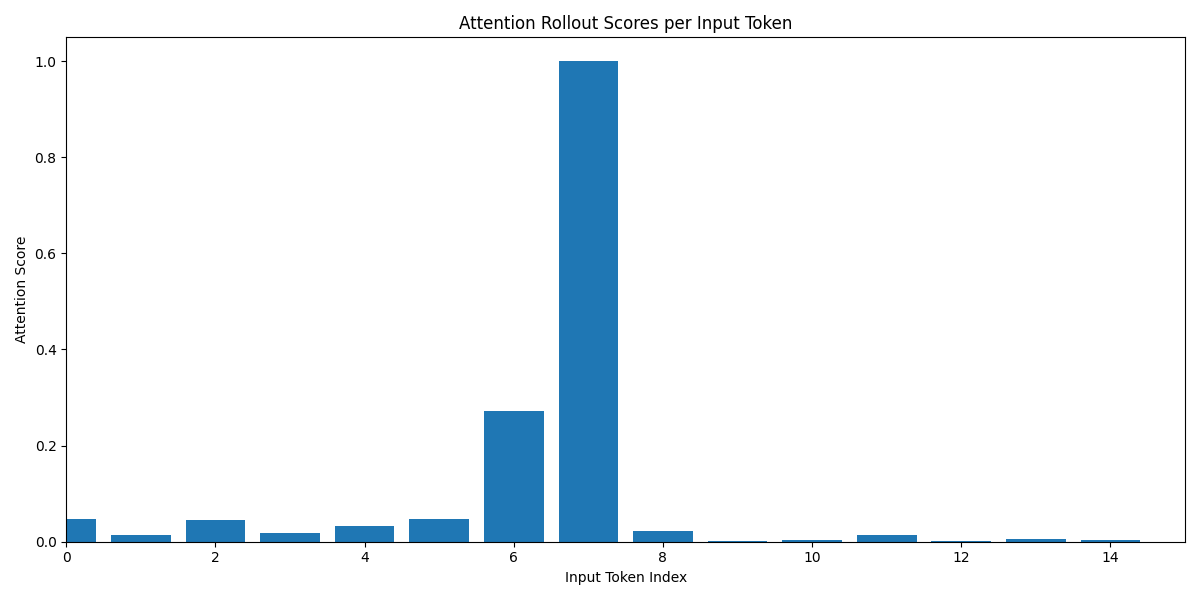 Attention Rollout Scores per Input Token
1.0
0.8
0.6
0.4
0.2
0.0
Attention Score
0 2 4 6 8 10 12 14
Input Token Index